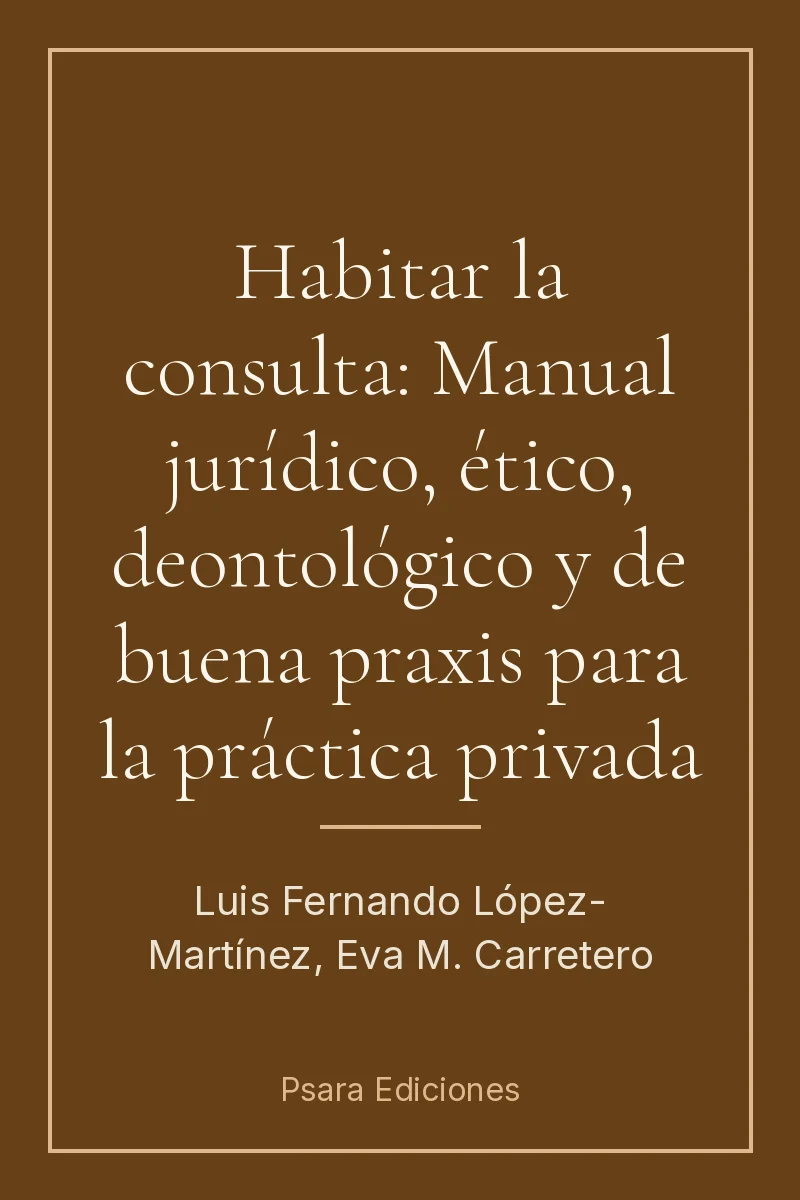 Habitar la
consulta: Manual
jurídico, ético,
deontológico y de
buena praxis para
la práctica privada
Luis Fernando López-
Martínez, Eva M. Carretero
Psara Ediciones